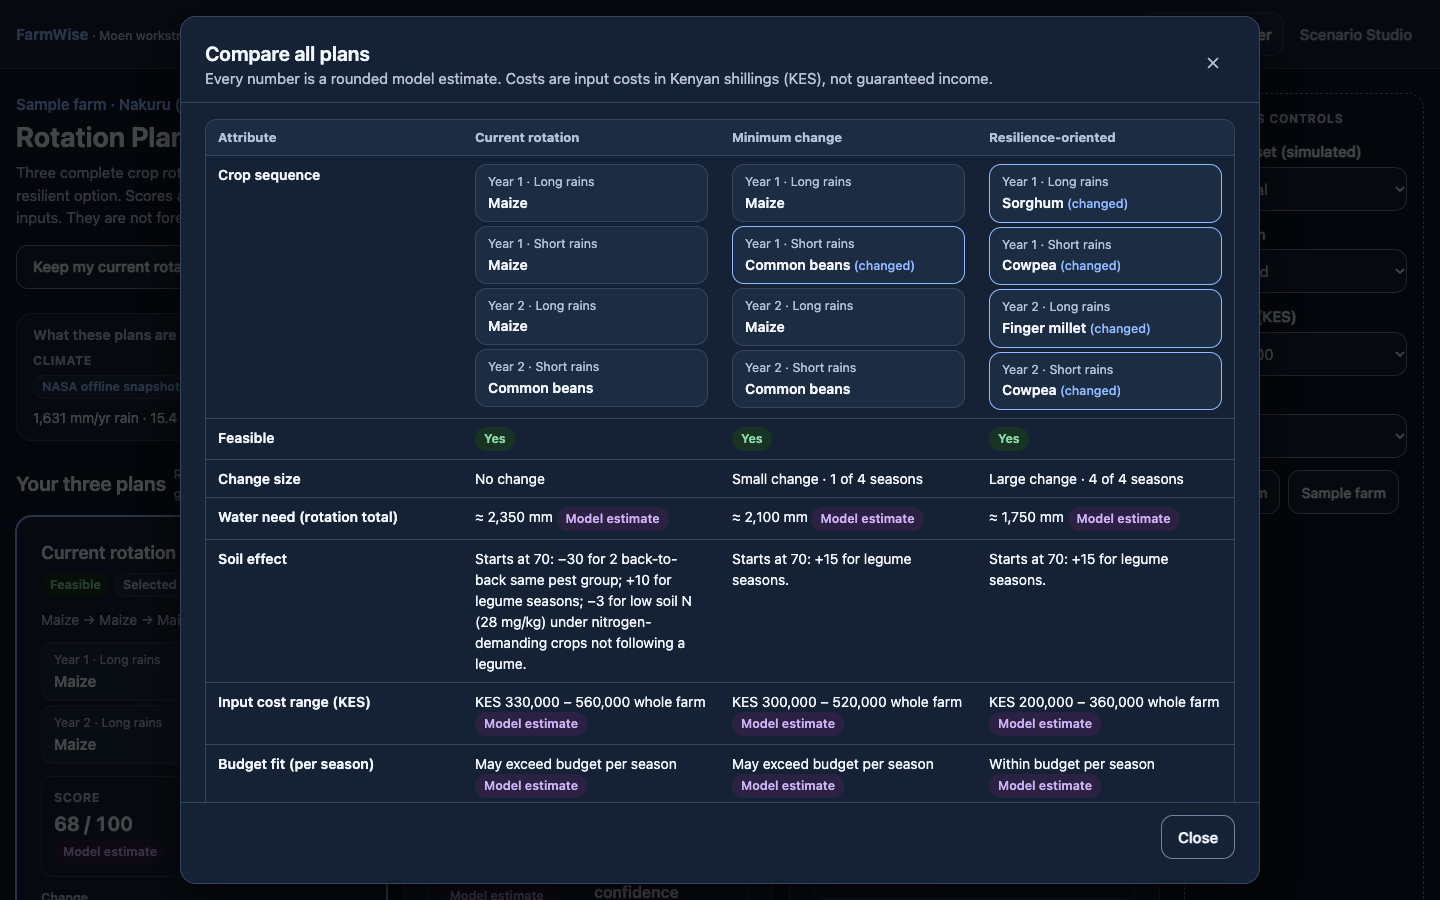 FarmWise · Moen workstr
er
Scenario Studio
Compare all plans
Every number is a rounded model estimate. Costs are input costs in Kenyan shillings (KES), not guaranteed income.
×
Sample farm · Nakuru (
Rotation Plan
Three complete crop rot
resilient option. Scores a
inputs. They are not fore
Keep my current rota
What these plans are
CLIMATE
NASA offline snapshot
1,631 mm/yr rain · 15.4
Your three plans
Current rotation
Feasible
Selected
Maize → Maize → Mai
Year 1 · Long rains
Maize
Year 2 · Long rains
Maize
SCORE
68 / 100
Model estimate
Change
Attribute
Current rotation
Minimum change
Resilience-oriented
Crop sequence
Year 1 · Long rains
Maize
Year 1 · Short rains
Maize
Year 2 · Long rains
Maize
Year 2 · Short rains
Common beans
Year 1 · Long rains
Maize
Year 1 · Short rains
Common beans (changed)
Year 2 · Long rains
Maize
Year 2 · Short rains
Common beans
Year 1 · Long rains
Sorghum (changed)
Year 1 · Short rains
Cowpea (changed)
Year 2 · Long rains
Finger millet (changed)
Year 2 · Short rains
Cowpea (changed)
Feasible
Yes
Yes
Yes
Change size
No change
Small change · 1 of 4 seasons
Large change · 4 of 4 seasons
Water need (rotation total)
≈ 2,350 mm Model estimate
≈ 2,100 mm Model estimate
≈ 1,750 mm Model estimate
Soil effect
Starts at 70: −30 for 2 back-to-
back same pest group; +10 for
legume seasons; −3 for low soil N
(28 mg/kg) under nitrogen-
demanding crops not following a
legume.
Starts at 70: +15 for legume
seasons.
Starts at 70: +15 for legume
seasons.
Input cost range (KES)
KES 330,000 – 560,000 whole farm
Model estimate
KES 300,000 – 520,000 whole farm
Model estimate
KES 200,000 – 360,000 whole farm
Model estimate
Budget fit (per season)
May exceed budget per season
Model estimate
May exceed budget per season
Model estimate
Within budget per season
Model estimate
Close
S CONTROLS
set (simulated)
al
n
d
(KES)
00
m
Sample farm
Model estimate
confidence